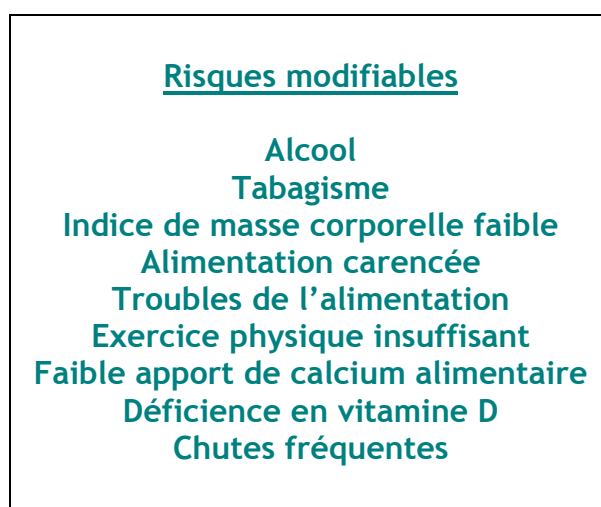 Risques modifiables
Alcool
Tabagisme
Indice de masse corporelle faible
Alimentation carencée
Troubles de l’alimentation
Exercice physique insuffisant
Faible apport de calcium alimentaire
Déficience en vitamine D
Chutes fréquentes